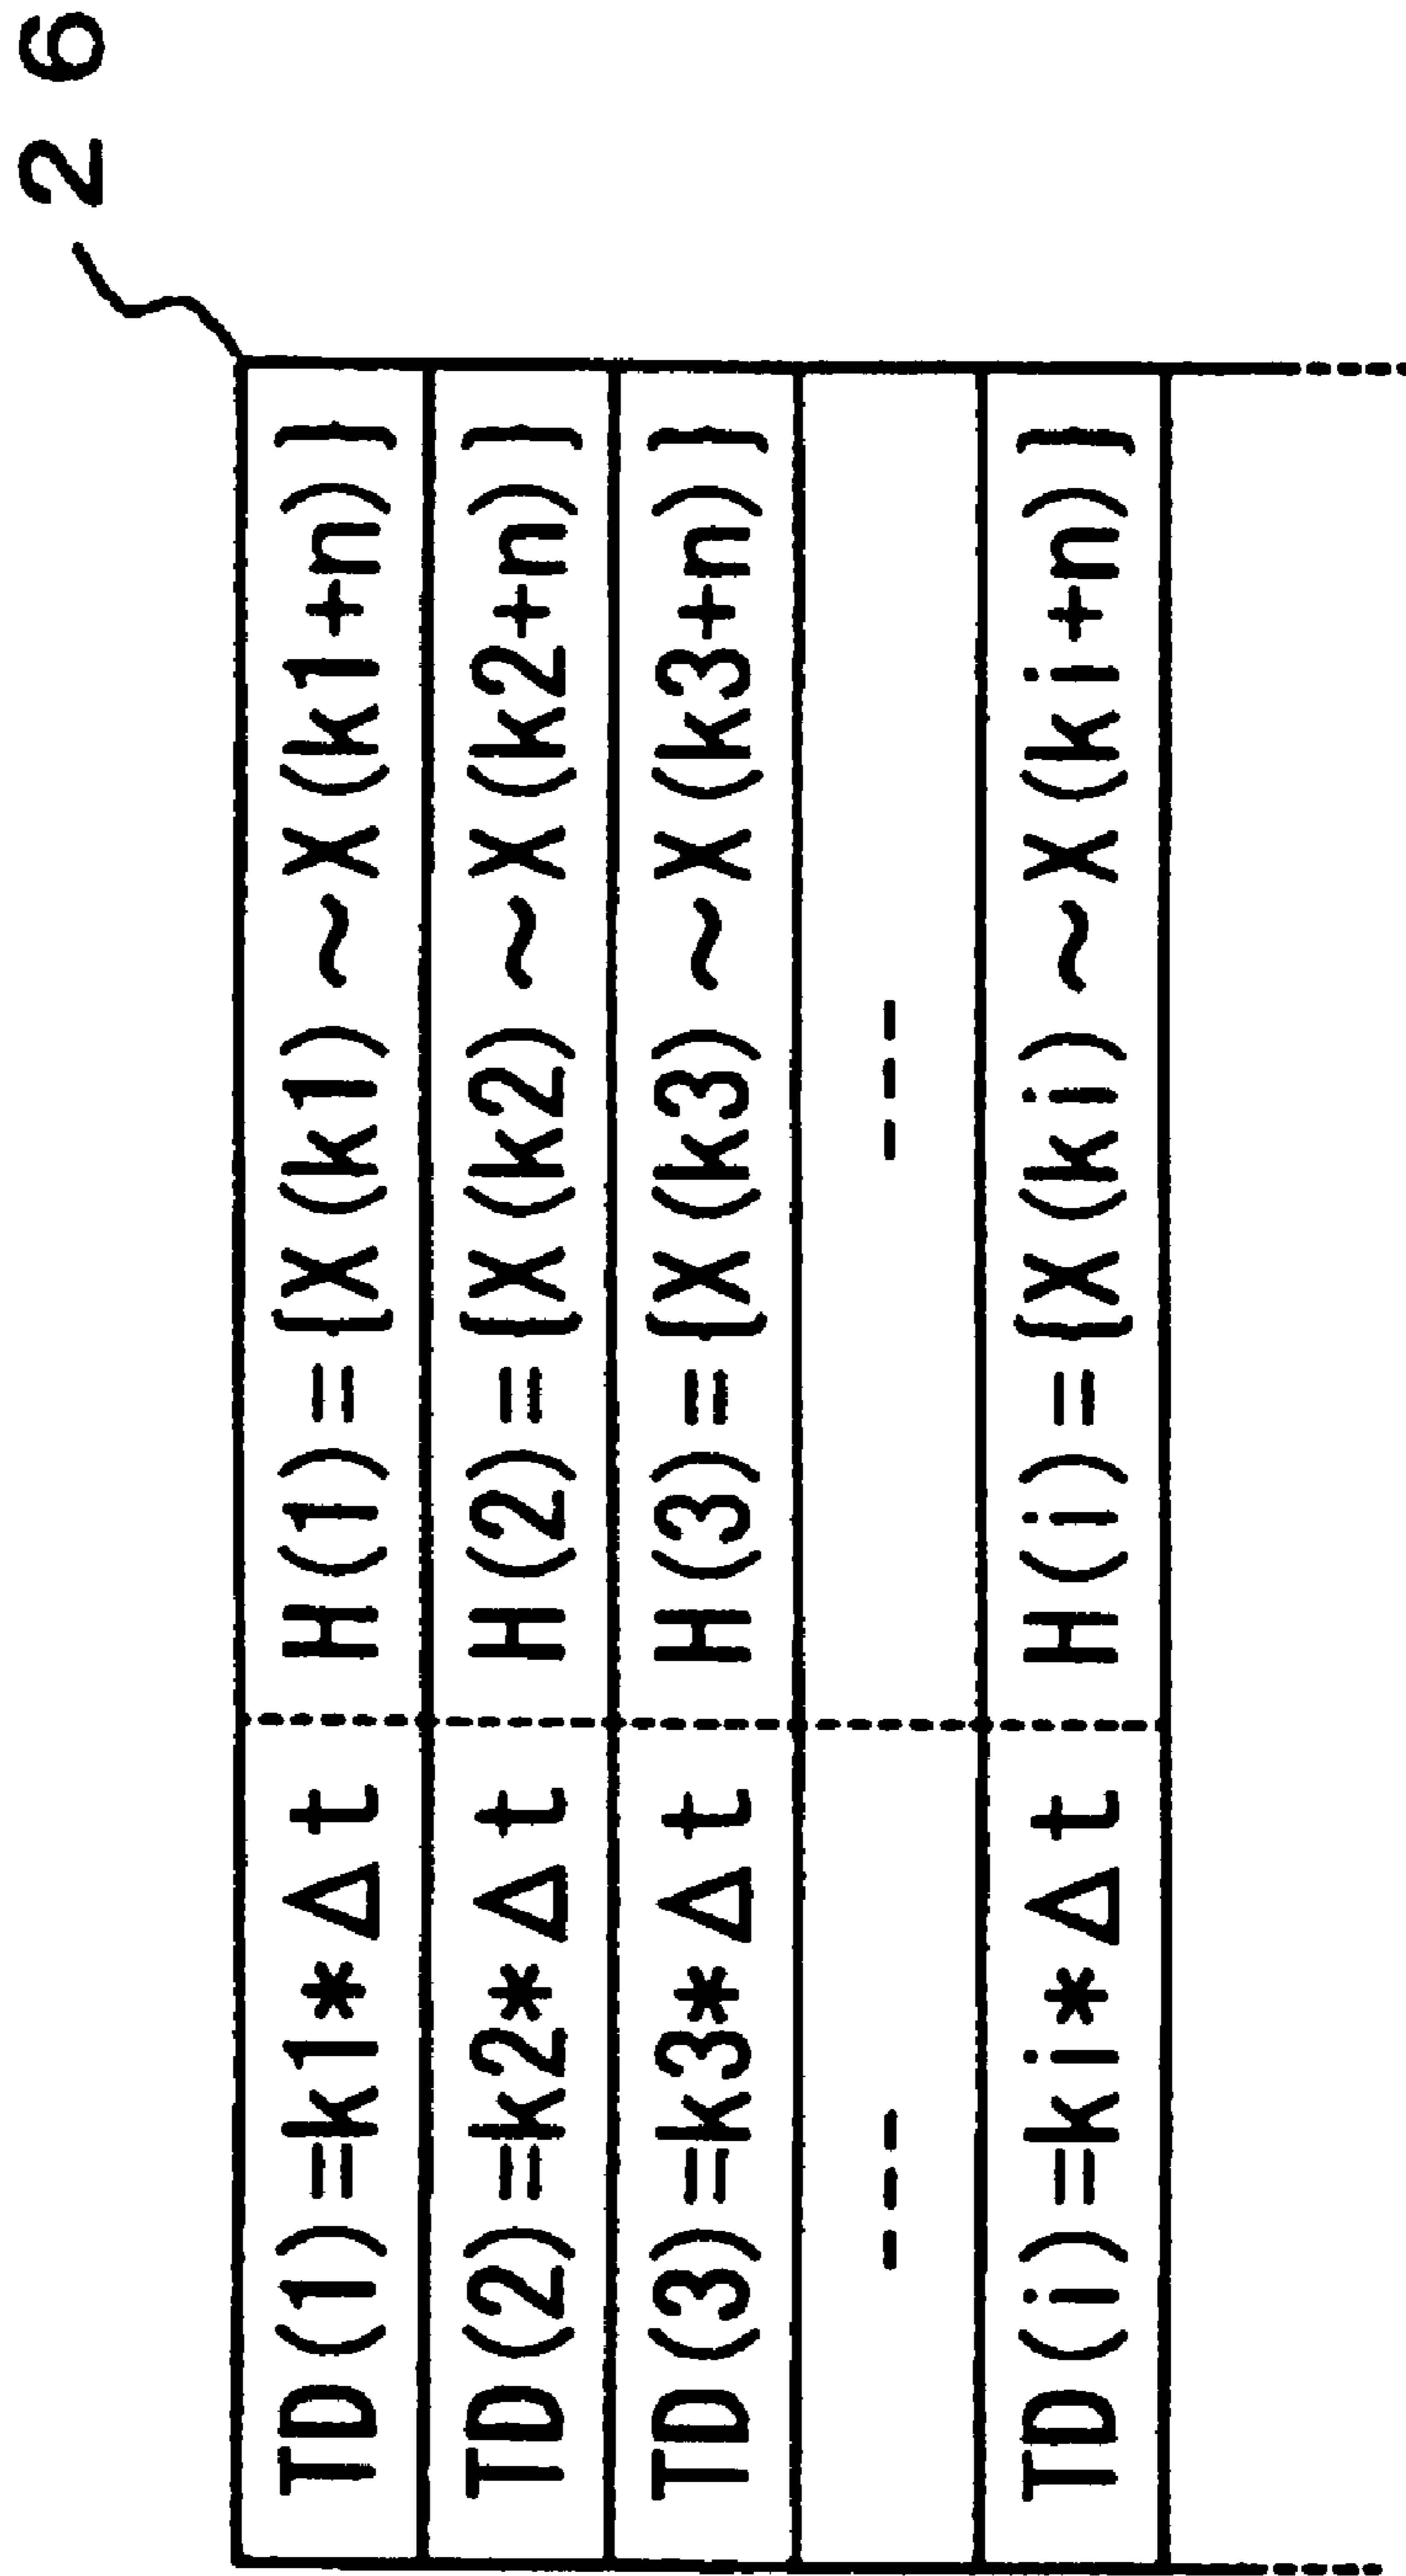 26
TD(1)=k1*Δt H(1)={X(k1)~X(k1+n)}
TD(2)=k2*Δt H(2)={X(k2)~X(k2+n)}
TD(3)=k3*Δt H(3)={X(k3)~X(k3+n)}
--- ---
TD(i)=ki*Δt H(i)={X(ki)~X(ki+n)}